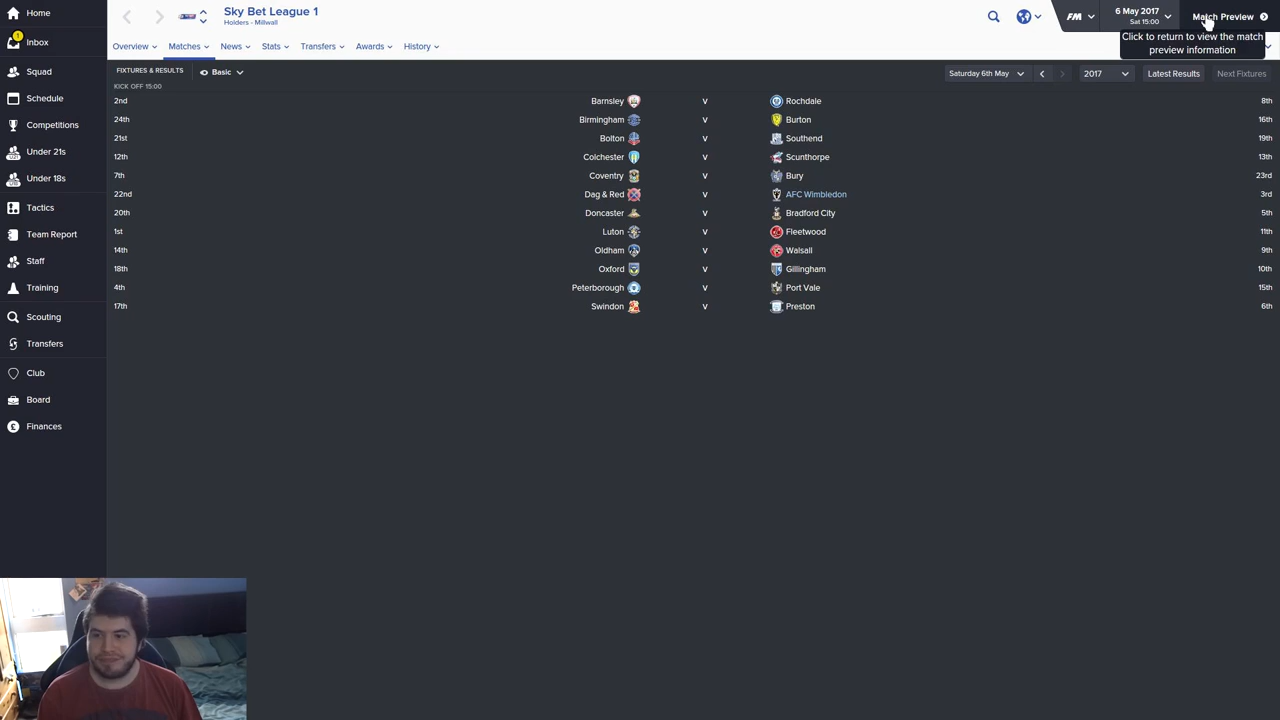 Home
1
Inbox
Squad
Schedule
Competitions
Under 21s
Under 18s
Tactics
Team Report
Staff
Training
Scouting
Transfers
Club
Board
Finances
Sky Bet League 1
Holders - Millwall
FM
6 May 2017
Sat 15:00
Match Preview
Click to return to view the match
preview information
Overview Matches News Stats Transfers Awards History
FIXTURES & RESULTS Basic Saturday 6th May 2017 Latest Results Next Fixtures
KICK OFF 15:00
2nd Barnsley v Rochdale 8th
24th Birmingham v Burton 16th
21st Bolton v Southend 19th
12th Colchester v Scunthorpe 13th
7th Coventry v Bury 23rd
22nd Dag & Red v AFC Wimbledon 3rd
20th Doncaster v Bradford City 5th
1st Luton v Fleetwood 11th
14th Oldham v Walsall 9th
18th Oxford v Gillingham 10th
4th Peterborough v Port Vale 15th
17th Swindon v Preston 6th